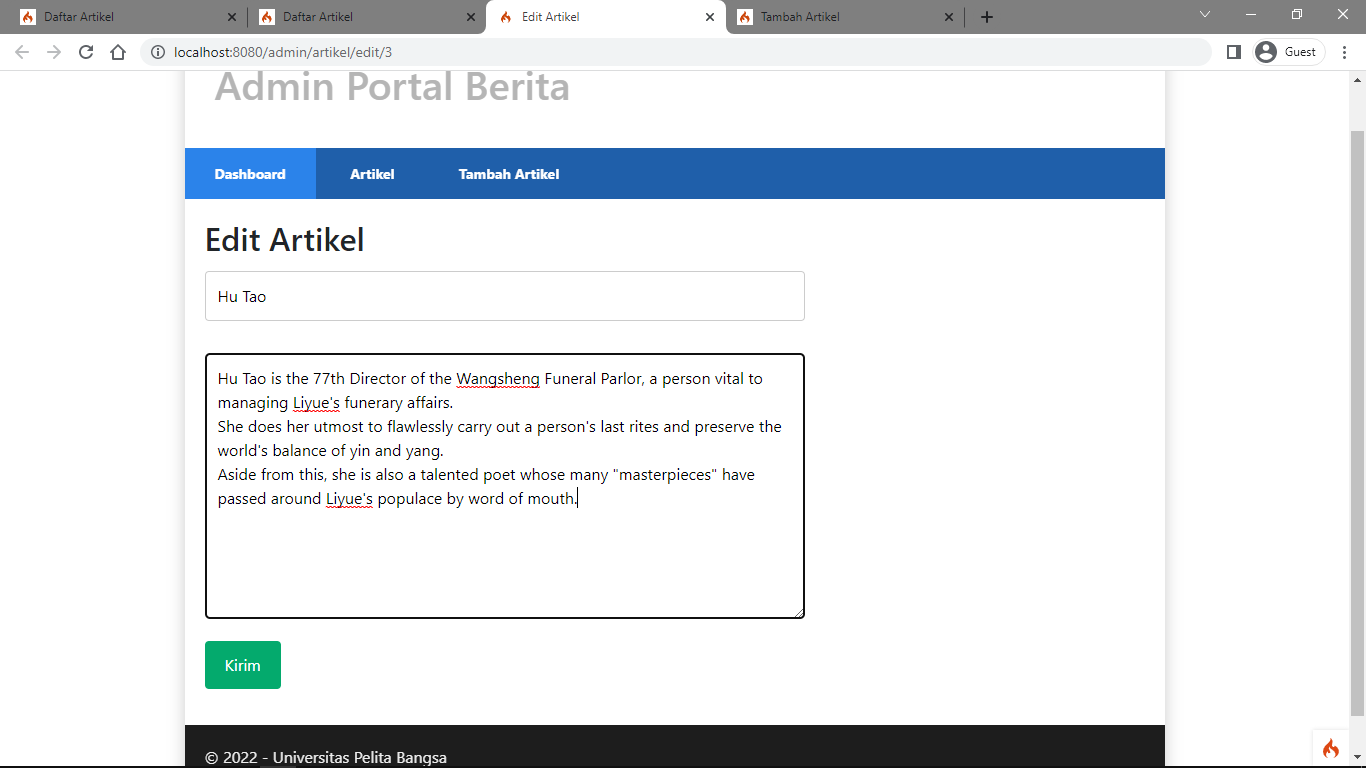 Daftar Artikel
Daftar Artikel
Edit Artikel
Tambah Artikel
localhost:8080/admin/artikel/edit/3
Guest
Admin Portal Berita
Dashboard
Artikel
Tambah Artikel
Edit Artikel
Hu Tao
Hu Tao is the 77th Director of the Wangsheng Funeral Parlor, a person vital to
managing Liyue's funerary affairs.
She does her utmost to flawlessly carry out a person's last rites and preserve the
world's balance of yin and yang.
Aside from this, she is also a talented poet whose many "masterpieces" have
passed around Liyue's populace by word of mouth.
Kirim
© 2022 - Universitas Pelita Bangsa